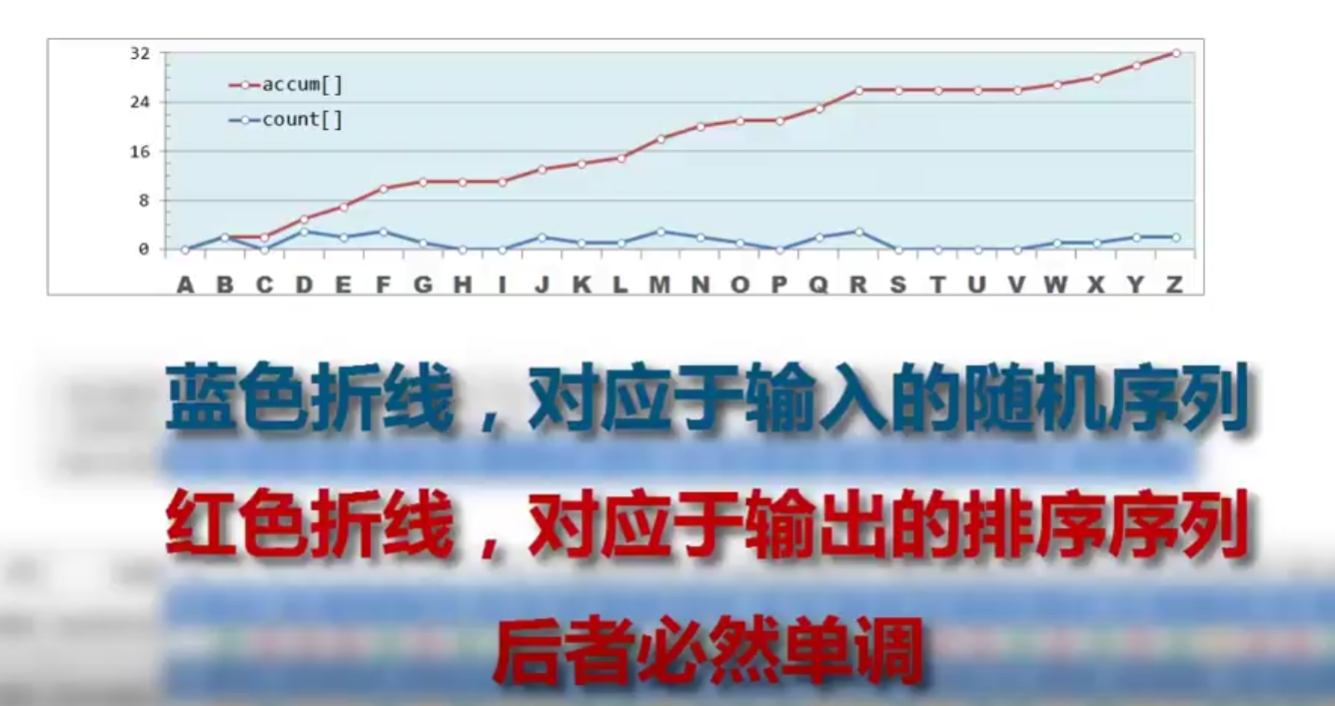 32
accum[]
24
count[]
16
8
0
A B C D E F G H I J K L M N O P Q R S T U V W X Y Z
蓝色折线，对应于输入的随机序列
红色折线，对应于输出的排序序列
后者必然单调